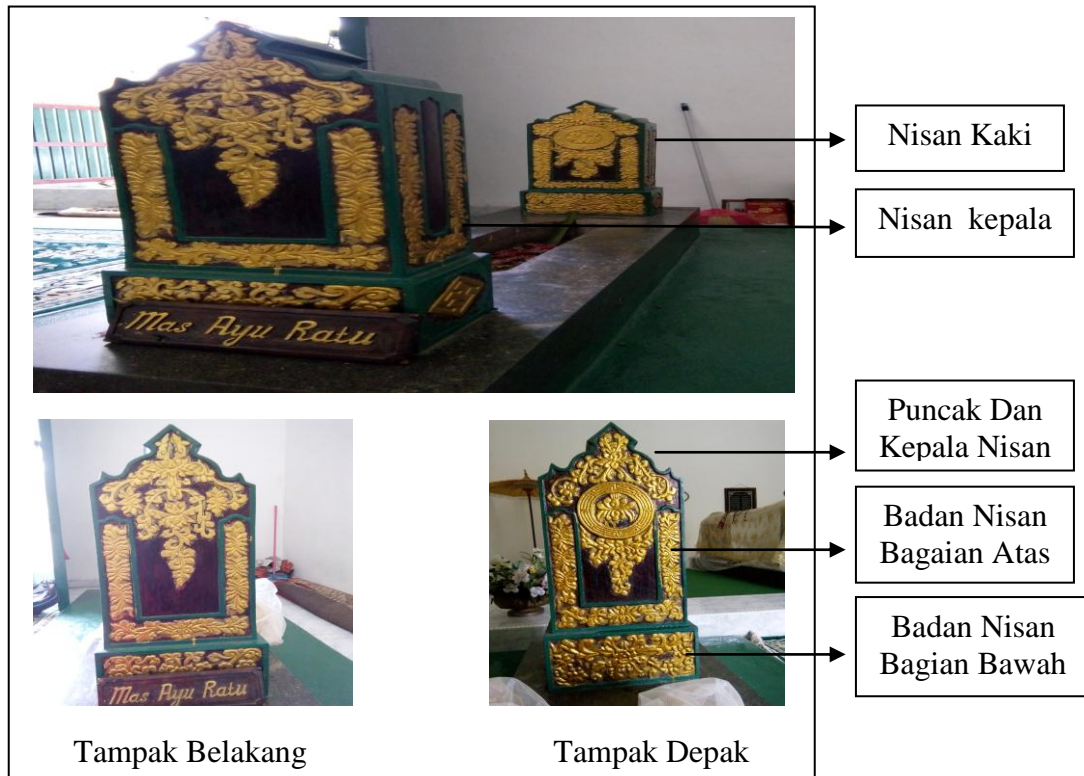 Nisan Kaki
Nisan kepala
Mas Ayu Ratu
Puncak Dan
Kepala Nisan
Badan Nisan
Bagaian Atas
Badan Nisan
Bagian Bawah
Mas Ayu Ratu
Tampak Belakang
Tampak Depak